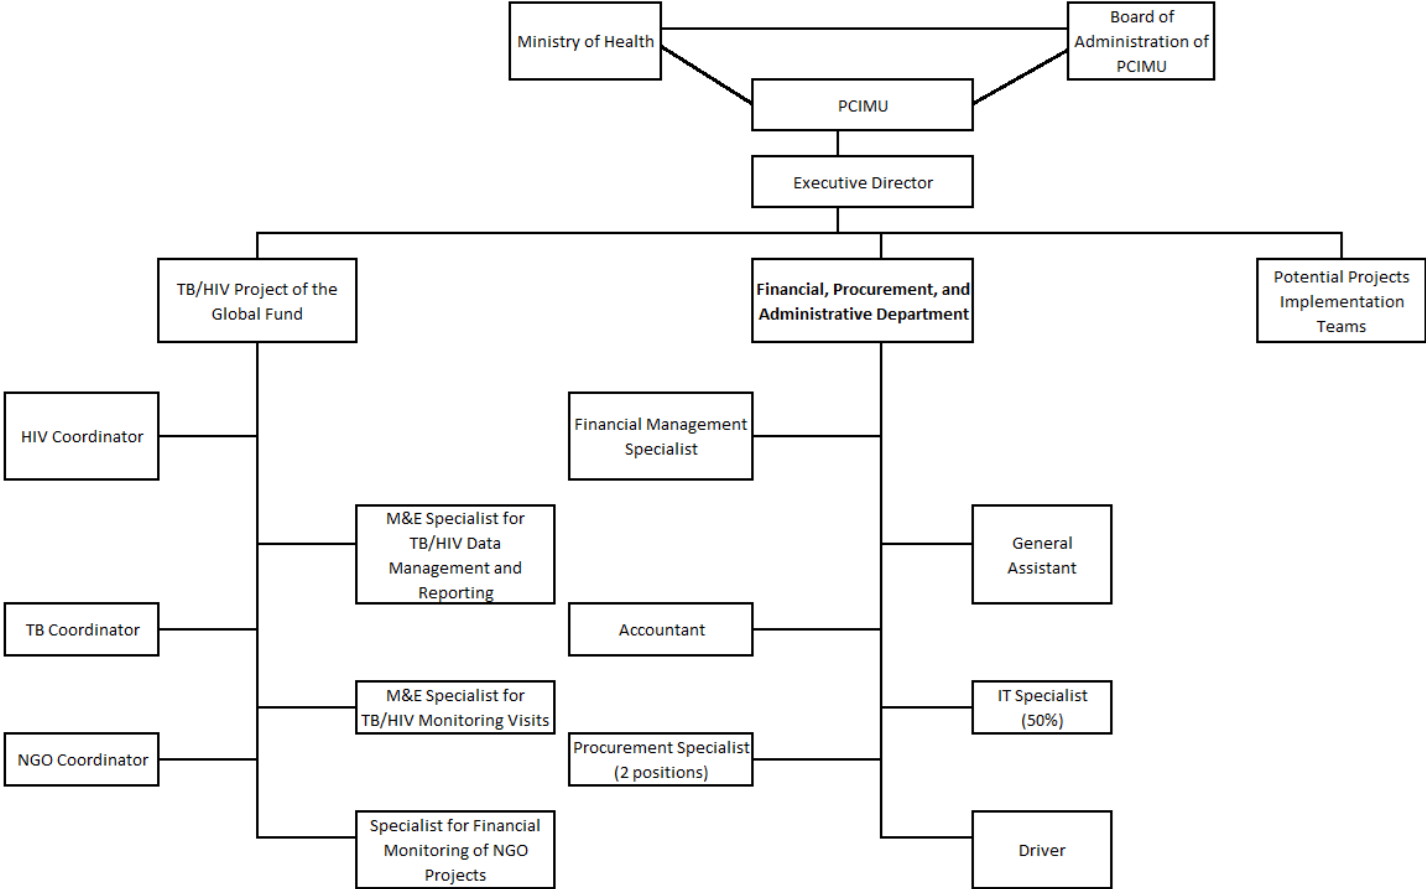 Ministry of Health
Board of
Administration of
PCIMU
PCIMU
Executive Director
TB/HIV Project of the
Global Fund
Financial, Procurement, and
Administrative Department
Potential Projects
Implementation
Teams
HIV Coordinator
Financial Management
Specialist
M&E Specialist for
TB/HIV Data
Management and
Reporting
General
Assistant
TB Coordinator
Accountant
M&E Specialist for
TB/HIV Monitoring Visits
IT Specialist
(50%)
NGO Coordinator
Procurement Specialist
(2 positions)
Specialist for Financial
Monitoring of NGO
Projects
Driver